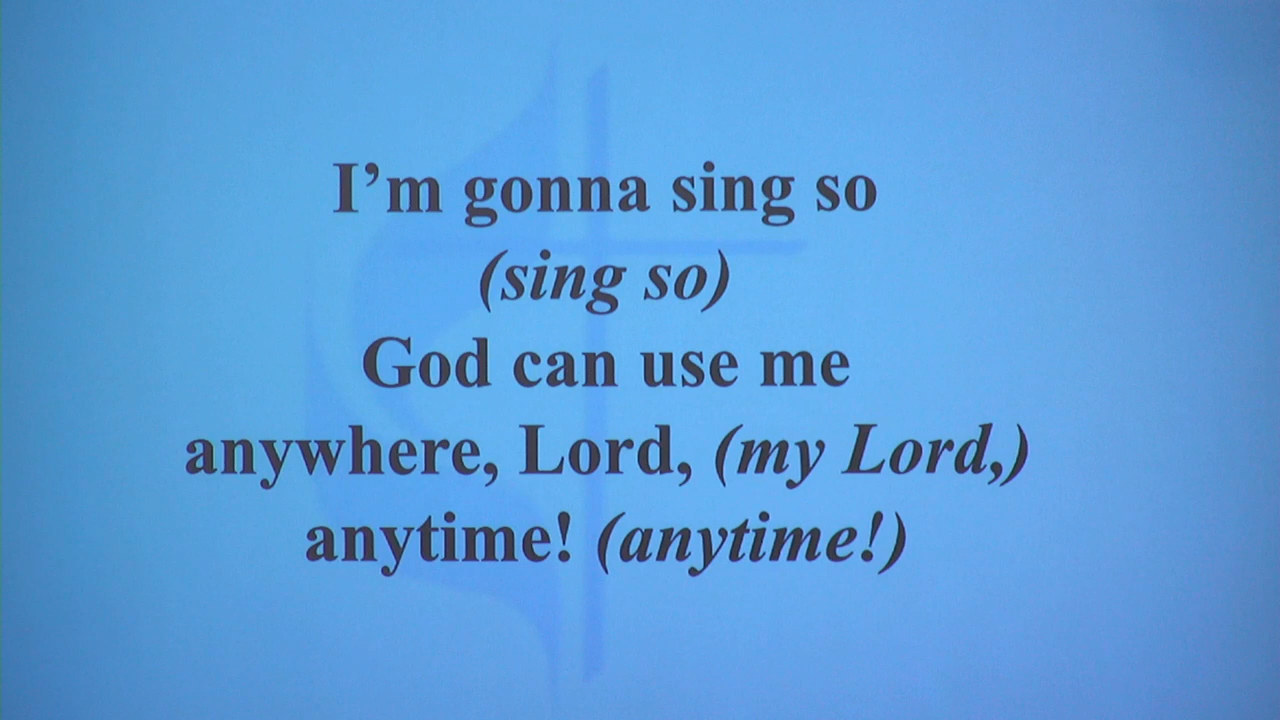 I’m gonna sing so
(sing so)
God can use me
anywhere, Lord, (my Lord,)
anytime! (anytime!)